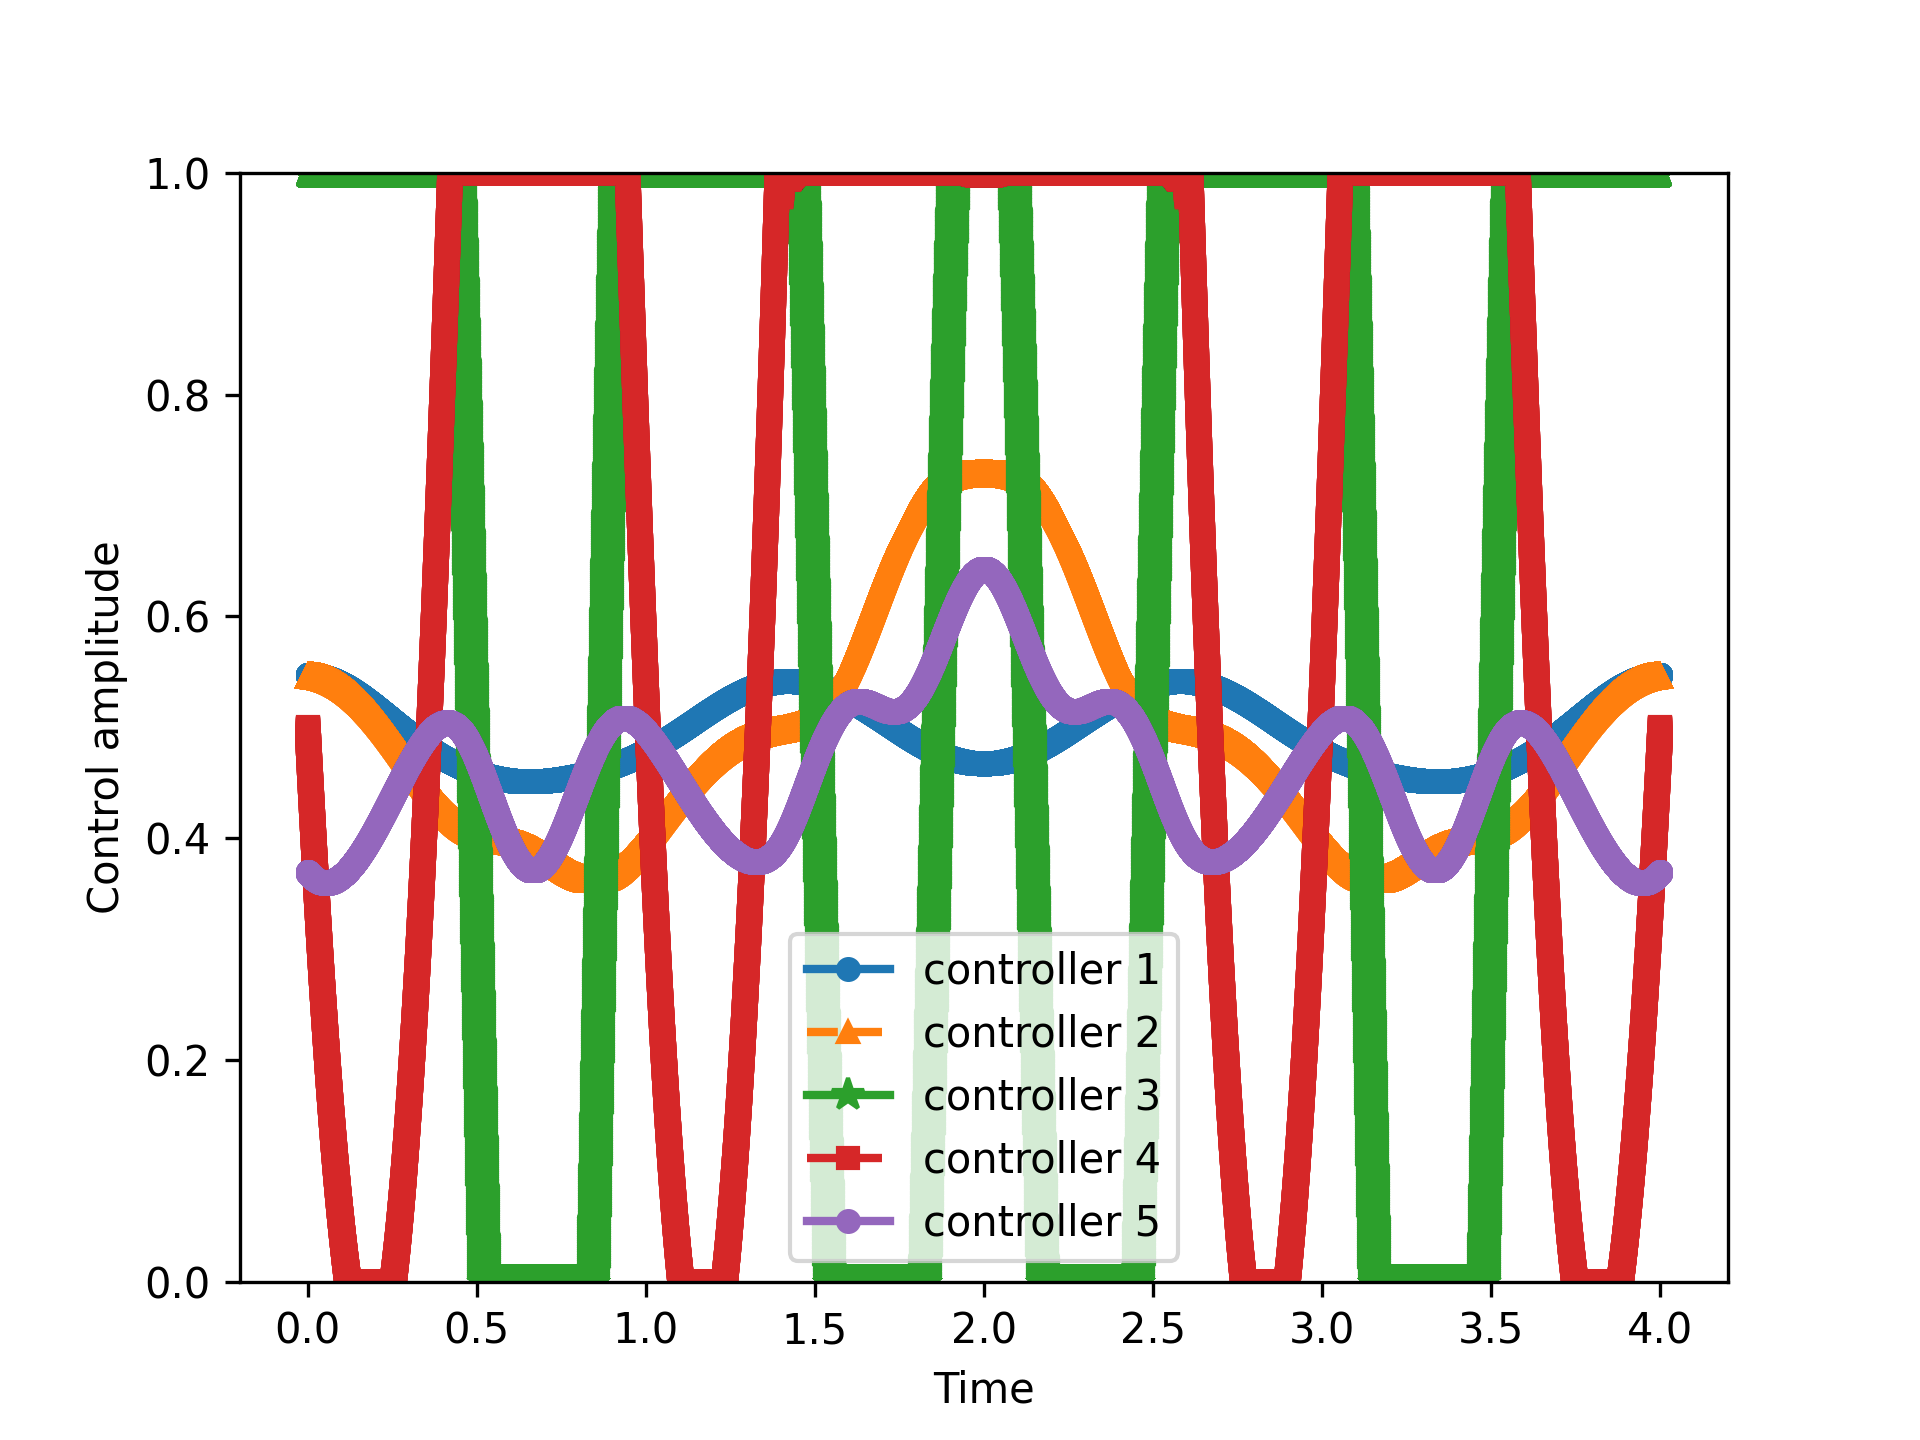 1.0
0.8
0.6
0.4
0.2
0.0
Control amplitude
controller 1
controller 2
controller 3
controller 4
controller 5
0.0 0.5 1.0 1.5 2.0 2.5 3.0 3.5 4.0
Time